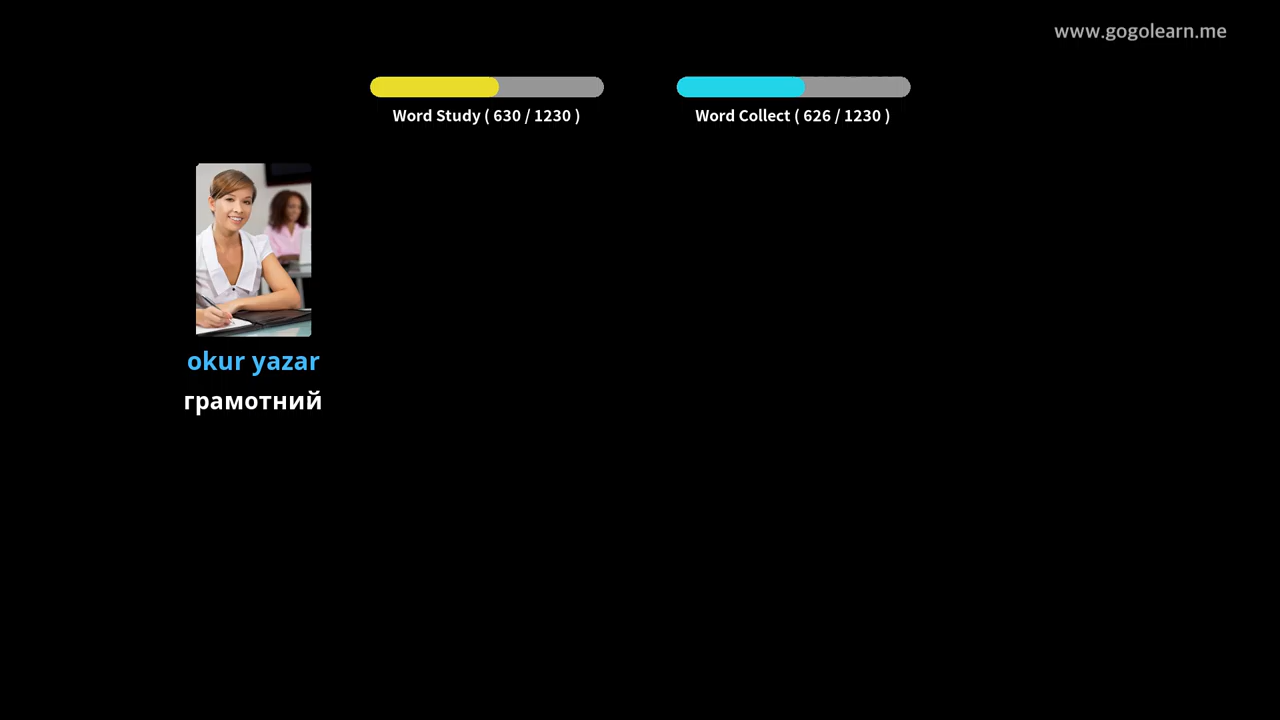 www.gogolearn.me
Word Study ( 630 / 1230 )
Word Collect ( 626 / 1230 )
okur yazar
грамотний